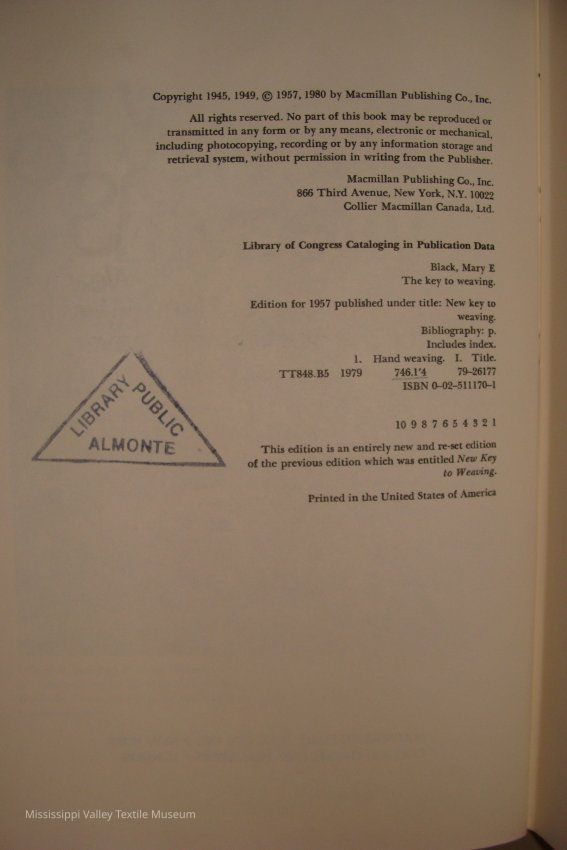 Copyright 1945, 1949, © 1957, 1980 by Macmillan Publishing Co., Inc.
All rights reserved. No part of this book may be reproduced or
transmitted in any form or by any means, electronic or mechanical,
including photocopying, recording or by any information storage and
retrieval system, without permission in writing from the Publisher.
Macmillan Publishing Co., Inc.
866 Third Avenue, New York, N.Y. 10022
Collier Macmillan Canada, Ltd.
Library of Congress Cataloging in Publication Data
Black, Mary E
The key to weaving.
Edition for 1957 published under title: New key to
weaving.
Bibliography: p.
Includes index.
1. Hand weaving. I. Title.
TT848.B5 1979 746.1'4 79-26177
ISBN 0-02-511170-1
10 9 8 7 6 5 4 3 2 1
This edition is an entirely new and re-set edition
of the previous edition which was entitled New Key
to Weaving.
Printed in the United States of America
LIBRARY PUBLIC
ALMONTE
Mississippi Valley Textile Museum